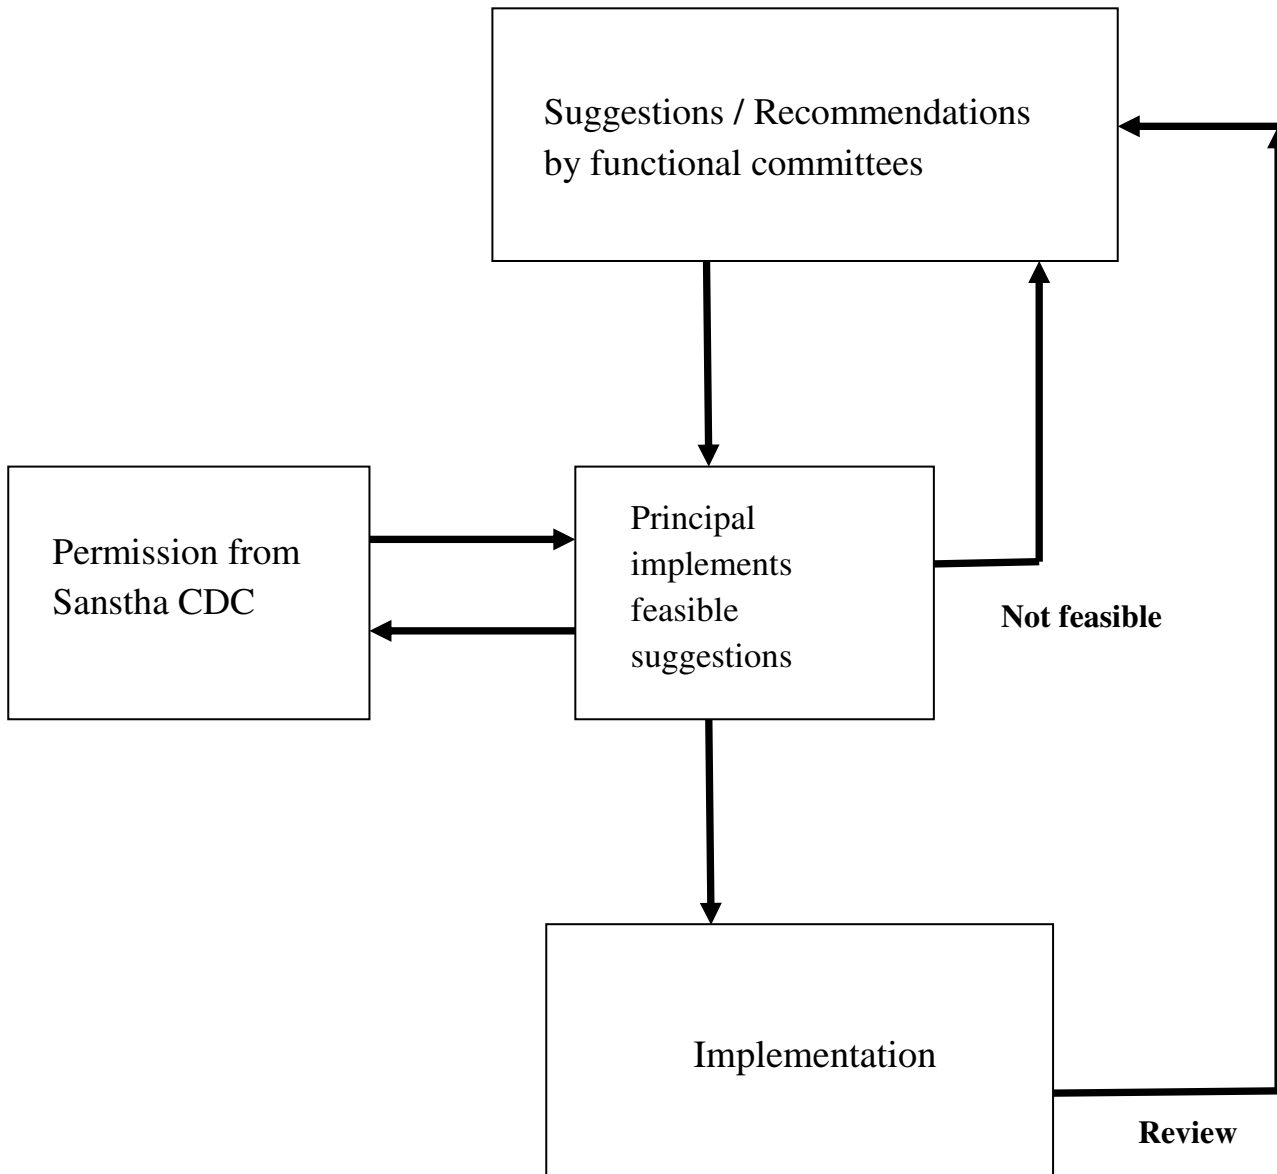 Suggestions / Recommendations
by functional committees
Permission from
Sanstha CDC
Principal
implements
feasible
suggestions
Not feasible
Implementation
Review